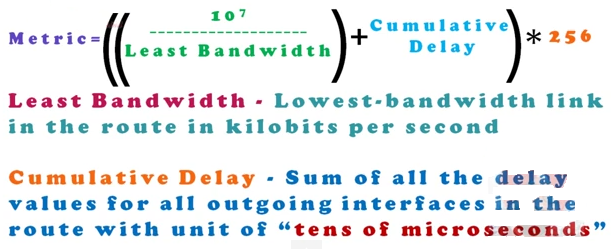 Metric=((10⁷
-------------------
Least Bandwidth)+Cumulative Delay)*256
Least Bandwidth - Lowest-bandwidth link
in the route in kilobits per second
Cumulative Delay - Sum of all the delay
values for all outgoing interfaces in the
route with unit of “tens of microseconds”